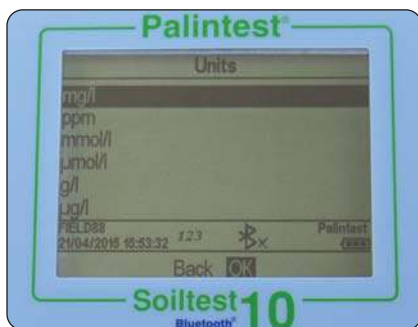 Palintest®
Units
mg/l
ppm
mmol/l
µmol/l
g/l
µg/l
FIELD88
21/04/2015 15:53:32 123 Palintest
Back OK
Soiltest 10
Bluetooth®